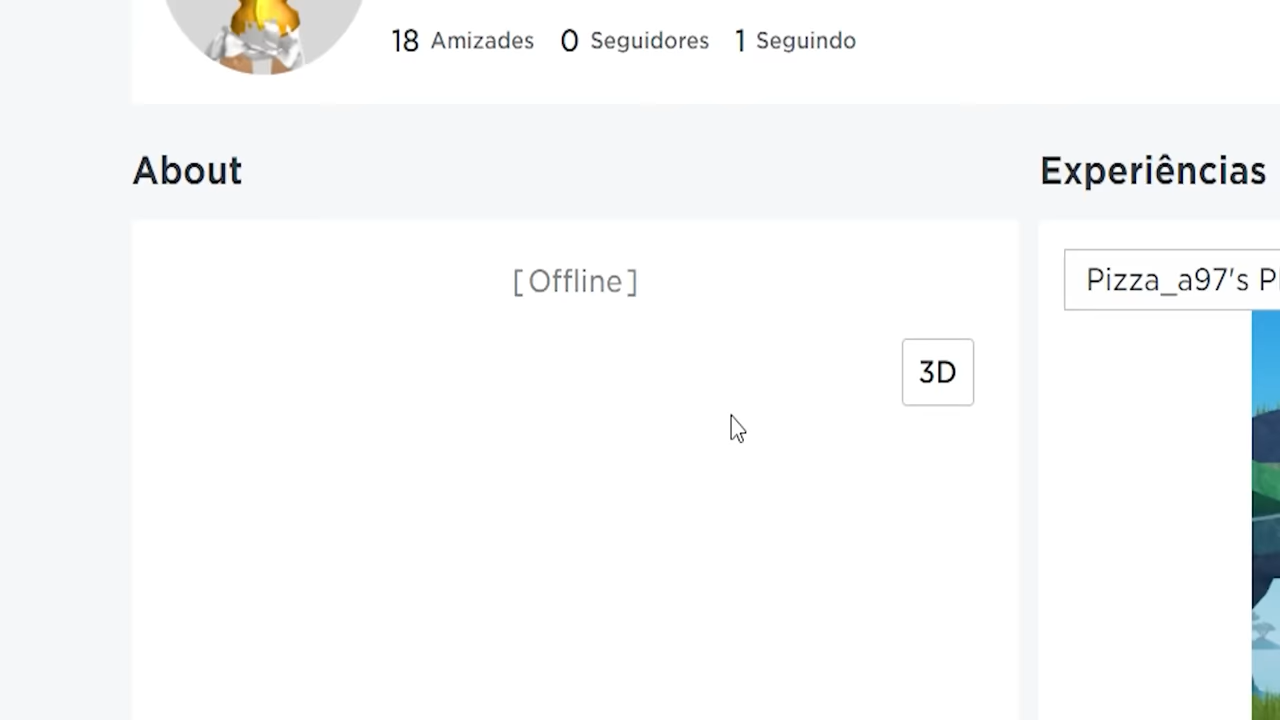 18 Amizades 0 Seguidores 1 Seguindo
About
Experiências
[Offline]
Pizza_a97's
3D